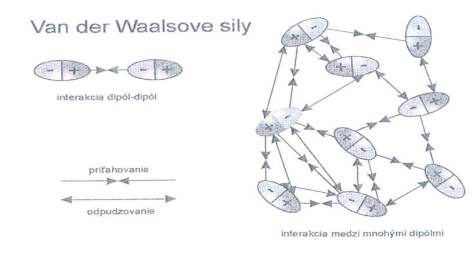 Van der Waalsove sily
- + - +
interakcia dipól-dipól
priťahovanie
odpudzovanie
interakcia medzi mnohými dipólmi